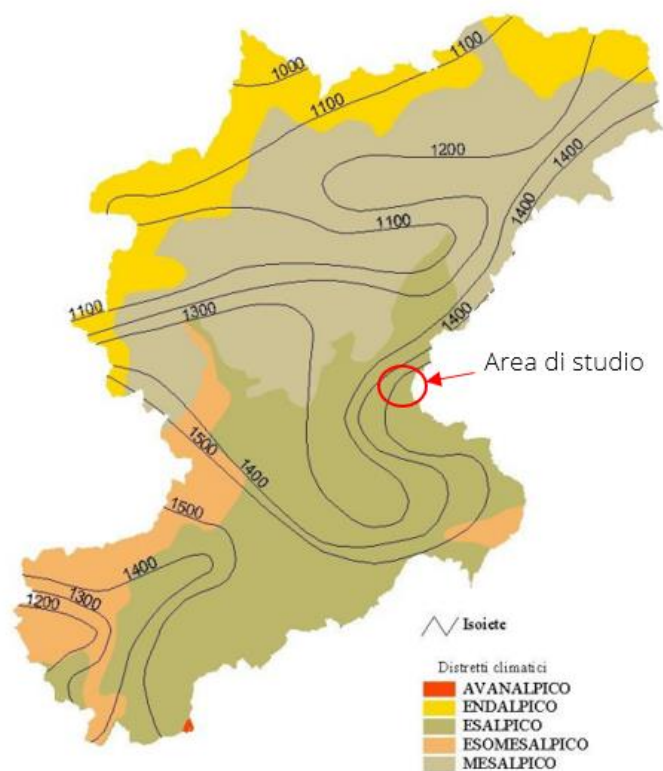 1100
1000
1100
1200
1400
1400
1100
1100
1300
1400
Area di studio
1500
1400
1500
1400
1300
1200
Isoiete
Distretti climatici
AVANALPICO
ENDALPICO
ESALPICO
ESOMESALPICO
MESALPICO